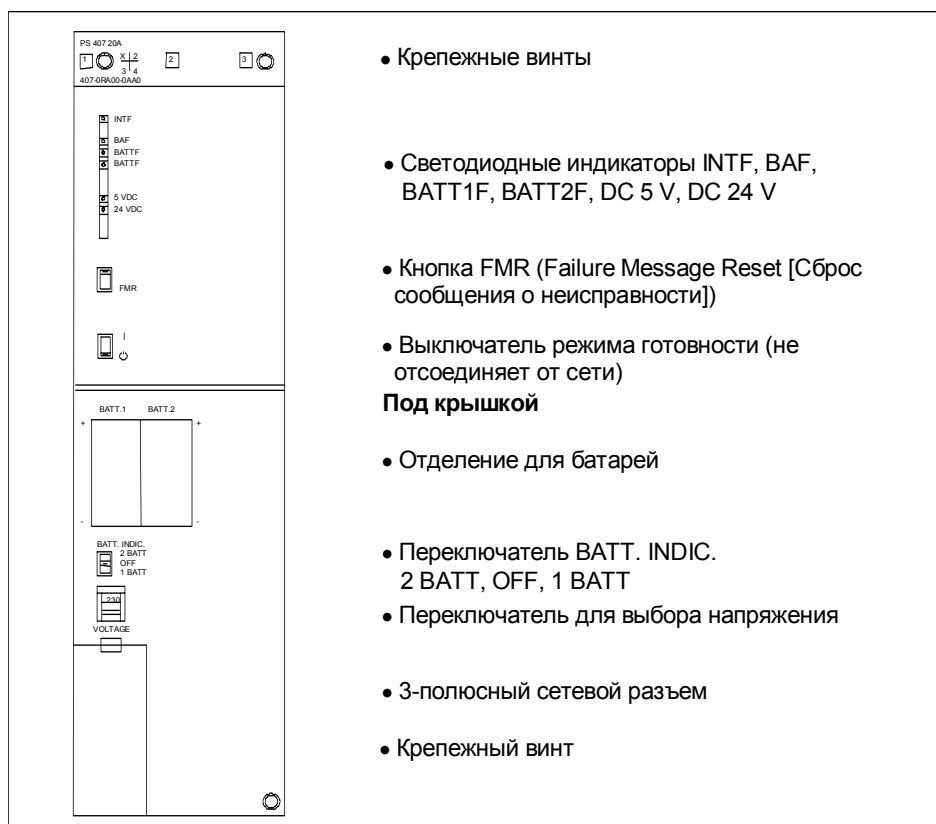 PS 407 20A
1 X 2 3 4 2 3
407-0RA00-0AA0
INTF
BAF
BATTF
BATTF
5 VDC
24 VDC
FMR
I
BATT.1 BATT.2
+ +
- -
BATT. INDIC.
2 BATT
OFF
1 BATT
230
VOLTAGE
• Крепежные винты
• Светодиодные индикаторы INTF, BAF,
BATT1F, BATT2F, DC 5 V, DC 24 V
• Кнопка FMR (Failure Message Reset [Сброс
сообщения о неисправности])
• Выключатель режима готовности (не
отсоединяет от сети)
Под крышкой
• Отделение для батарей
• Переключатель BATT. INDIC.
2 BATT, OFF, 1 BATT
• Переключатель для выбора напряжения
• 3-полюсный сетевой разъем
• Крепежный винт